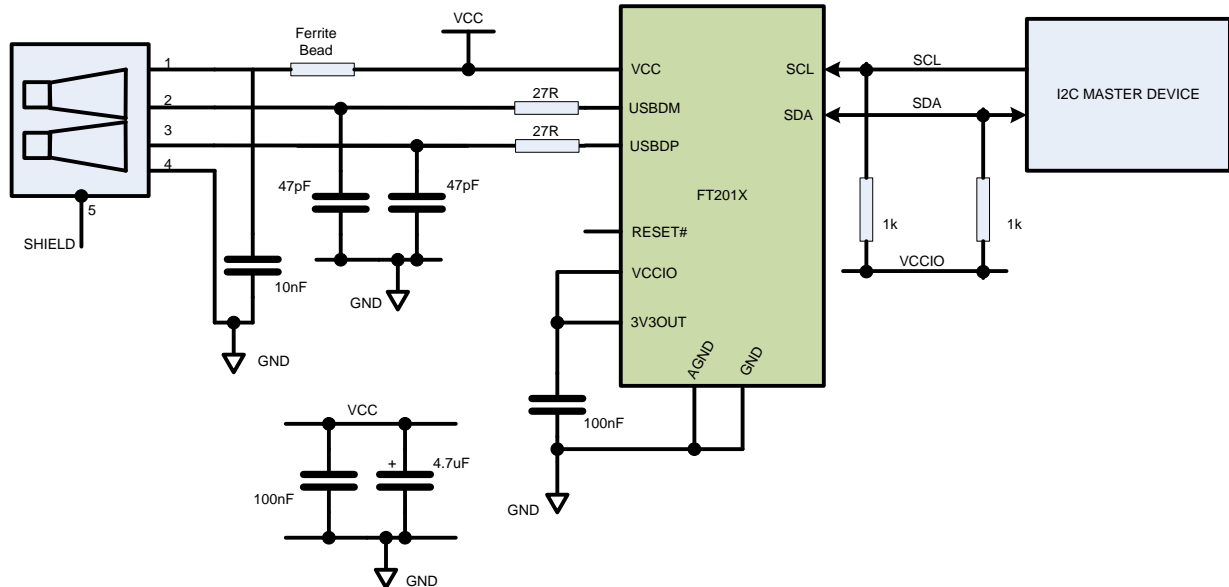 VCC
Ferrite
Bead
1
2
3
4
5
SHIELD
27R
27R
47pF
47pF
10nF
GND
GND
VCC
USBDM
USBDP
RESET#
VCCIO
3V3OUT
FT201X
SCL
SDA
AGND
GND
SCL
SDA
I2C MASTER DEVICE
1k
1k
VCCIO
100nF
GND
VCC
100nF
+
4.7uF
GND